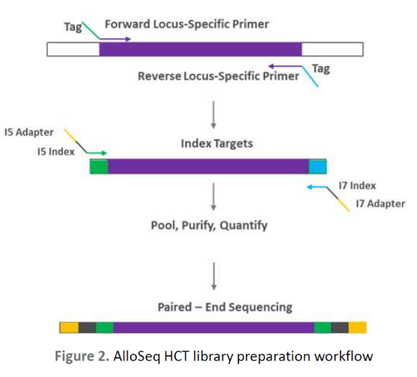 Tag
Forward Locus-Specific Primer
Reverse Locus-Specific Primer
Tag
I5 Adapter
I5 Index
Index Targets
I7 Index
I7 Adapter
Pool, Purify, Quantify
Paired – End Sequencing
Figure 2. AlloSeq HCT library preparation workflow